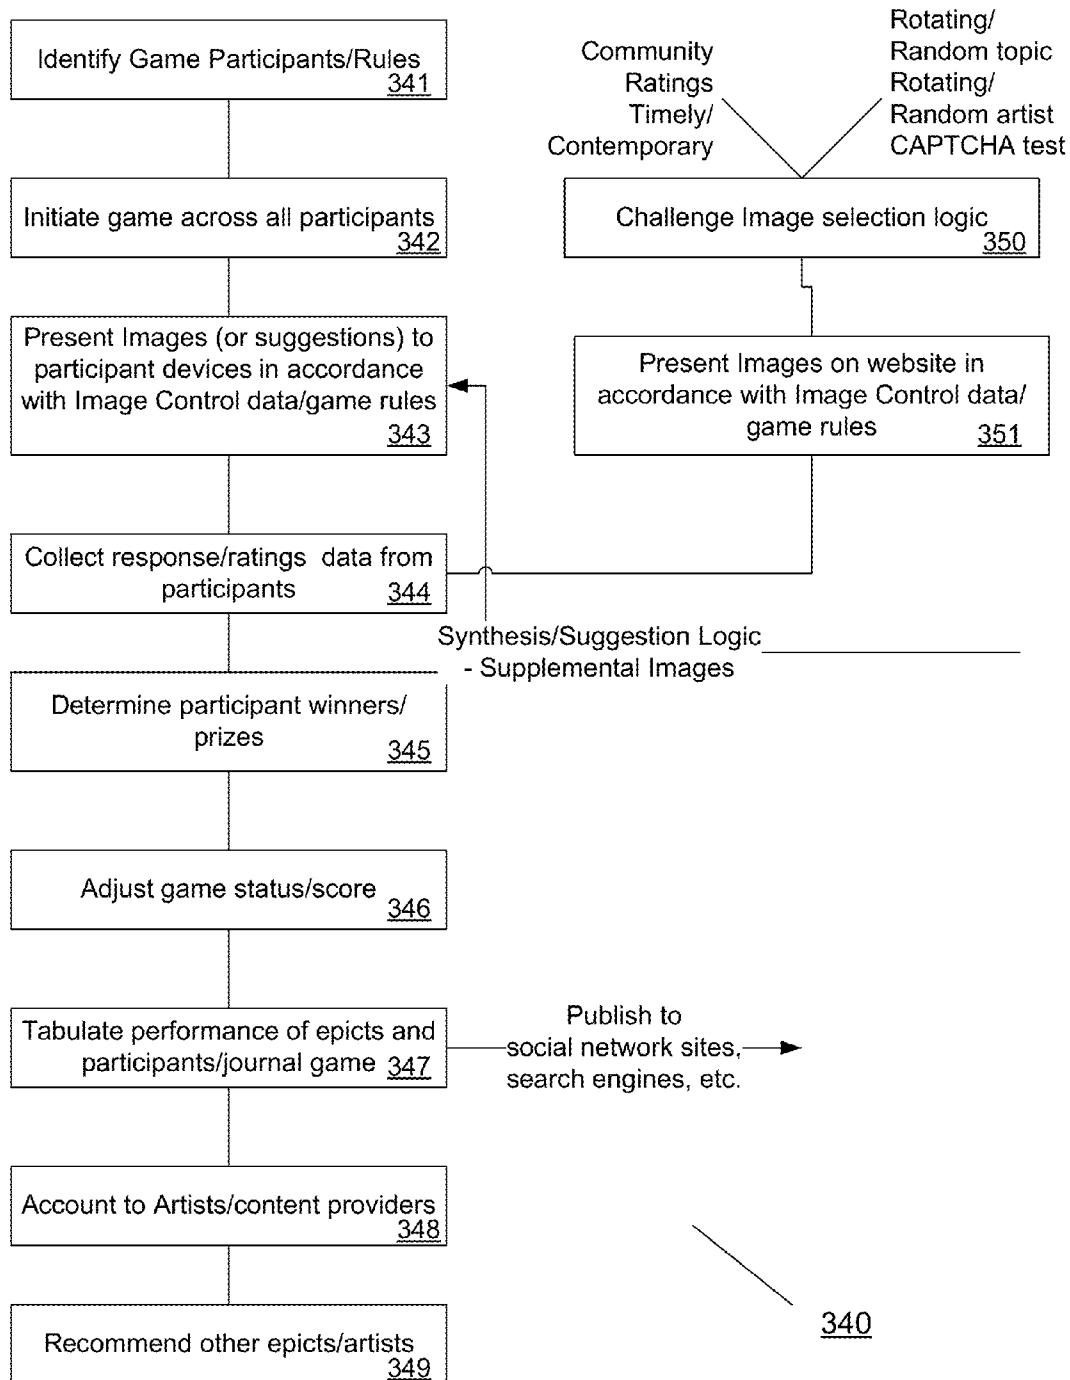 Identify Game Participants/Rules
341
Initiate game across all participants
342
Present Images (or suggestions) to
participant devices in accordance
with Image Control data/game rules
343
Collect response/ratings data from
participants
344
Determine participant winners/
prizes
345
Adjust game status/score
346
Tabulate performance of epicts and
participants/journal game 347
Account to Artists/content providers
348
Recommend other epicts/artists
349
Community
Ratings
Timely/
Contemporary
Rotating/
Random topic
Rotating/
Random artist
CAPTCHA test
Challenge Image selection logic
350
Present Images on website in
accordance with Image Control data/
game rules
351
Synthesis/Suggestion Logic
- Supplemental Images
Publish to
social network sites,
search engines, etc.
340